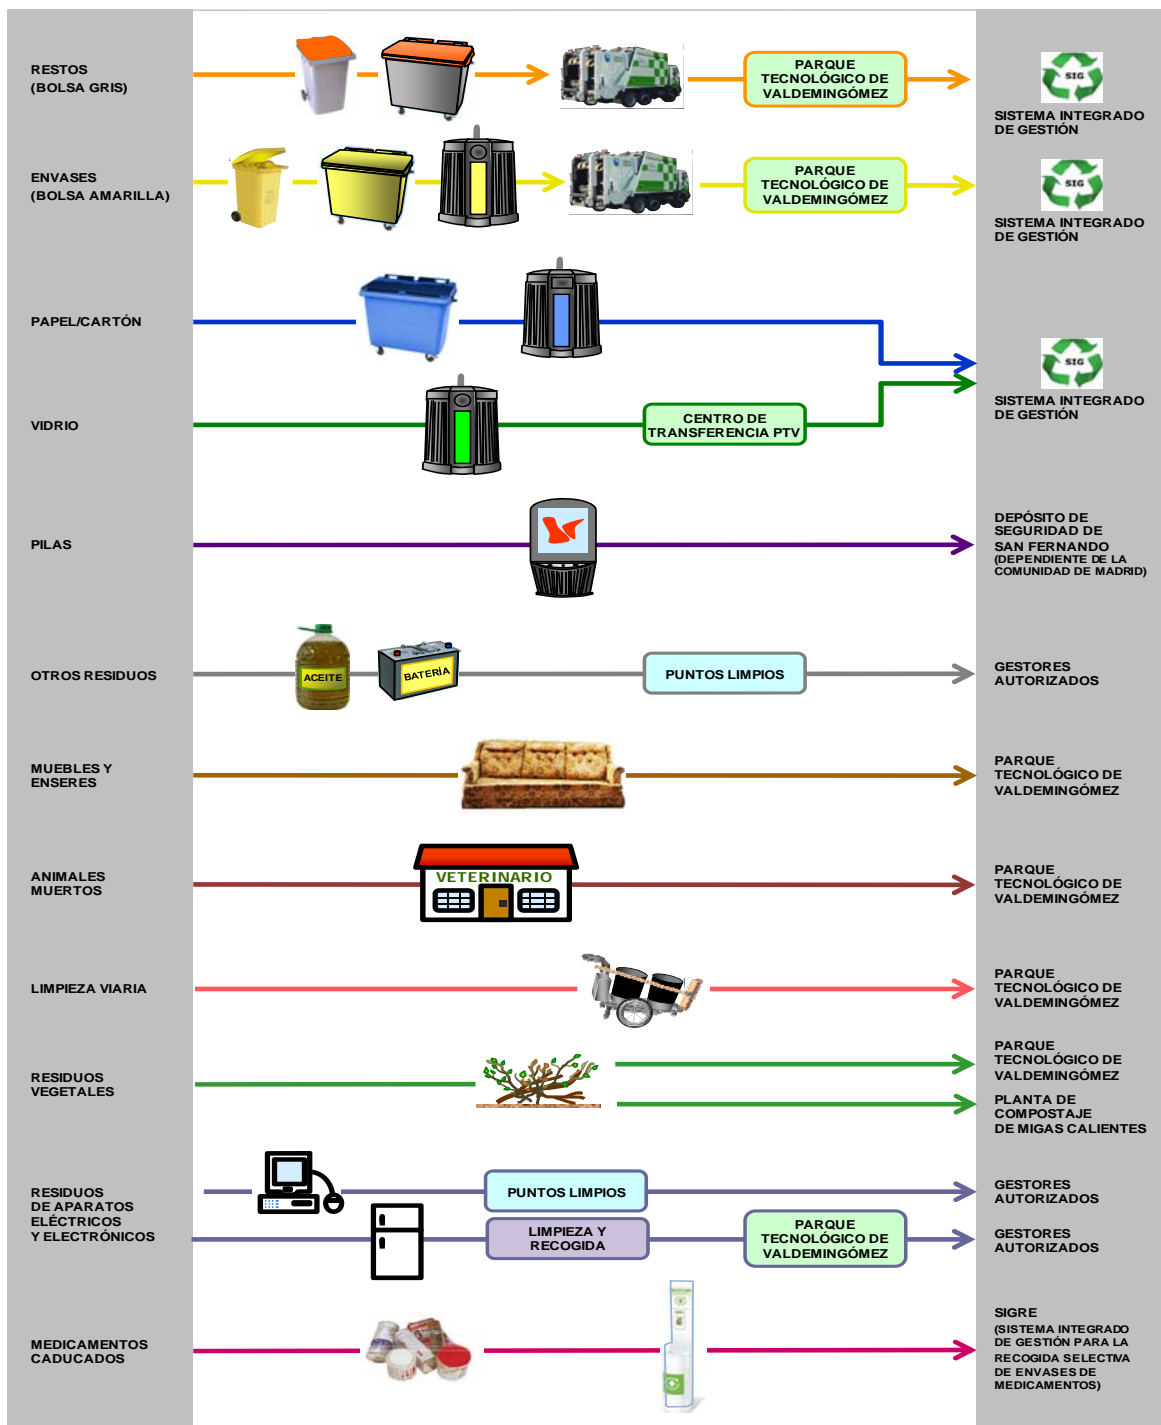 RESTOS
(BOLSA GRIS)
PARQUE
TECNOLÓGICO DE
VALDEMINGÓMEZ
SIG
SISTEMA INTEGRADO
DE GESTIÓN
ENVASES
(BOLSA AMARILLA)
PARQUE
TECNOLÓGICO DE
VALDEMINGÓMEZ
SIG
SISTEMA INTEGRADO
DE GESTIÓN
PAPEL/CARTÓN
SIG
SISTEMA INTEGRADO
DE GESTIÓN
VIDRIO
CENTRO DE
TRANSFERENCIA PTV
PILAS
DEPÓSITO DE
SEGURIDAD DE
SAN FERNANDO
(DEPENDIENTE DE LA
COMUNIDAD DE MADRID)
OTROS RESIDUOS
ACEITE
BATERÍA
PUNTOS LIMPIOS
GESTORES
AUTORIZADOS
MUEBLES Y
ENSERES
PARQUE
TECNOLÓGICO DE
VALDEMINGÓMEZ
ANIMALES
MUERTOS
VETERINARIO
PARQUE
TECNOLÓGICO DE
VALDEMINGÓMEZ
LIMPIEZA VIARIA
PARQUE
TECNOLÓGICO DE
VALDEMINGÓMEZ
RESIDUOS
VEGETALES
PARQUE
TECNOLÓGICO DE
VALDEMINGÓMEZ
PLANTA DE
COMPOSTAJE
DE MIGAS CALIENTES
RESIDUOS
DE APARATOS
ELÉCTRICOS
Y ELECTRÓNICOS
PUNTOS LIMPIOS
GESTORES
AUTORIZADOS
LIMPIEZA Y
RECOGIDA
PARQUE
TECNOLÓGICO DE
VALDEMINGÓMEZ
GESTORES
AUTORIZADOS
MEDICAMENTOS
CADUCADOS
SIGRE
(SISTEMA INTEGRADO
DE GESTIÓN PARA LA
RECOGIDA SELECTIVA
DE ENVASES DE
MEDICAMENTOS)